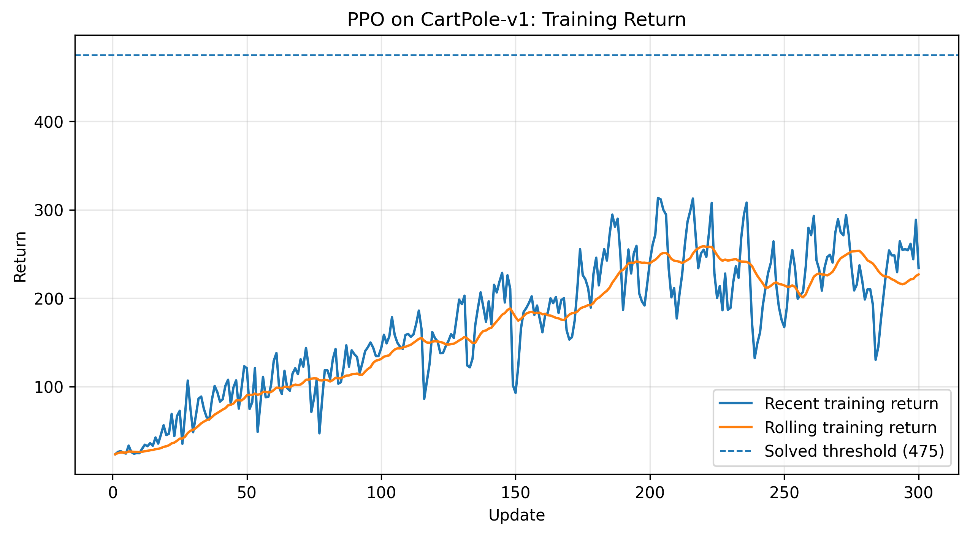 PPO on CartPole-v1: Training Return
Return
400
300
200
100
0
50
100
150
200
250
300
Update
Recent training return
Rolling training return
Solved threshold (475)